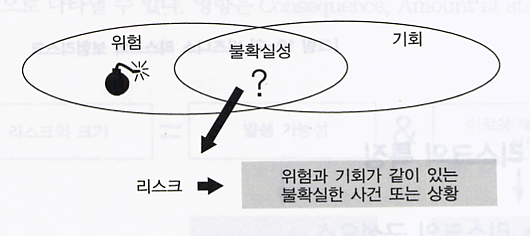 위험
불확실성
기회
?
리스크
위험과 기회가 같이 있는
불확실한 사건 또는 상황